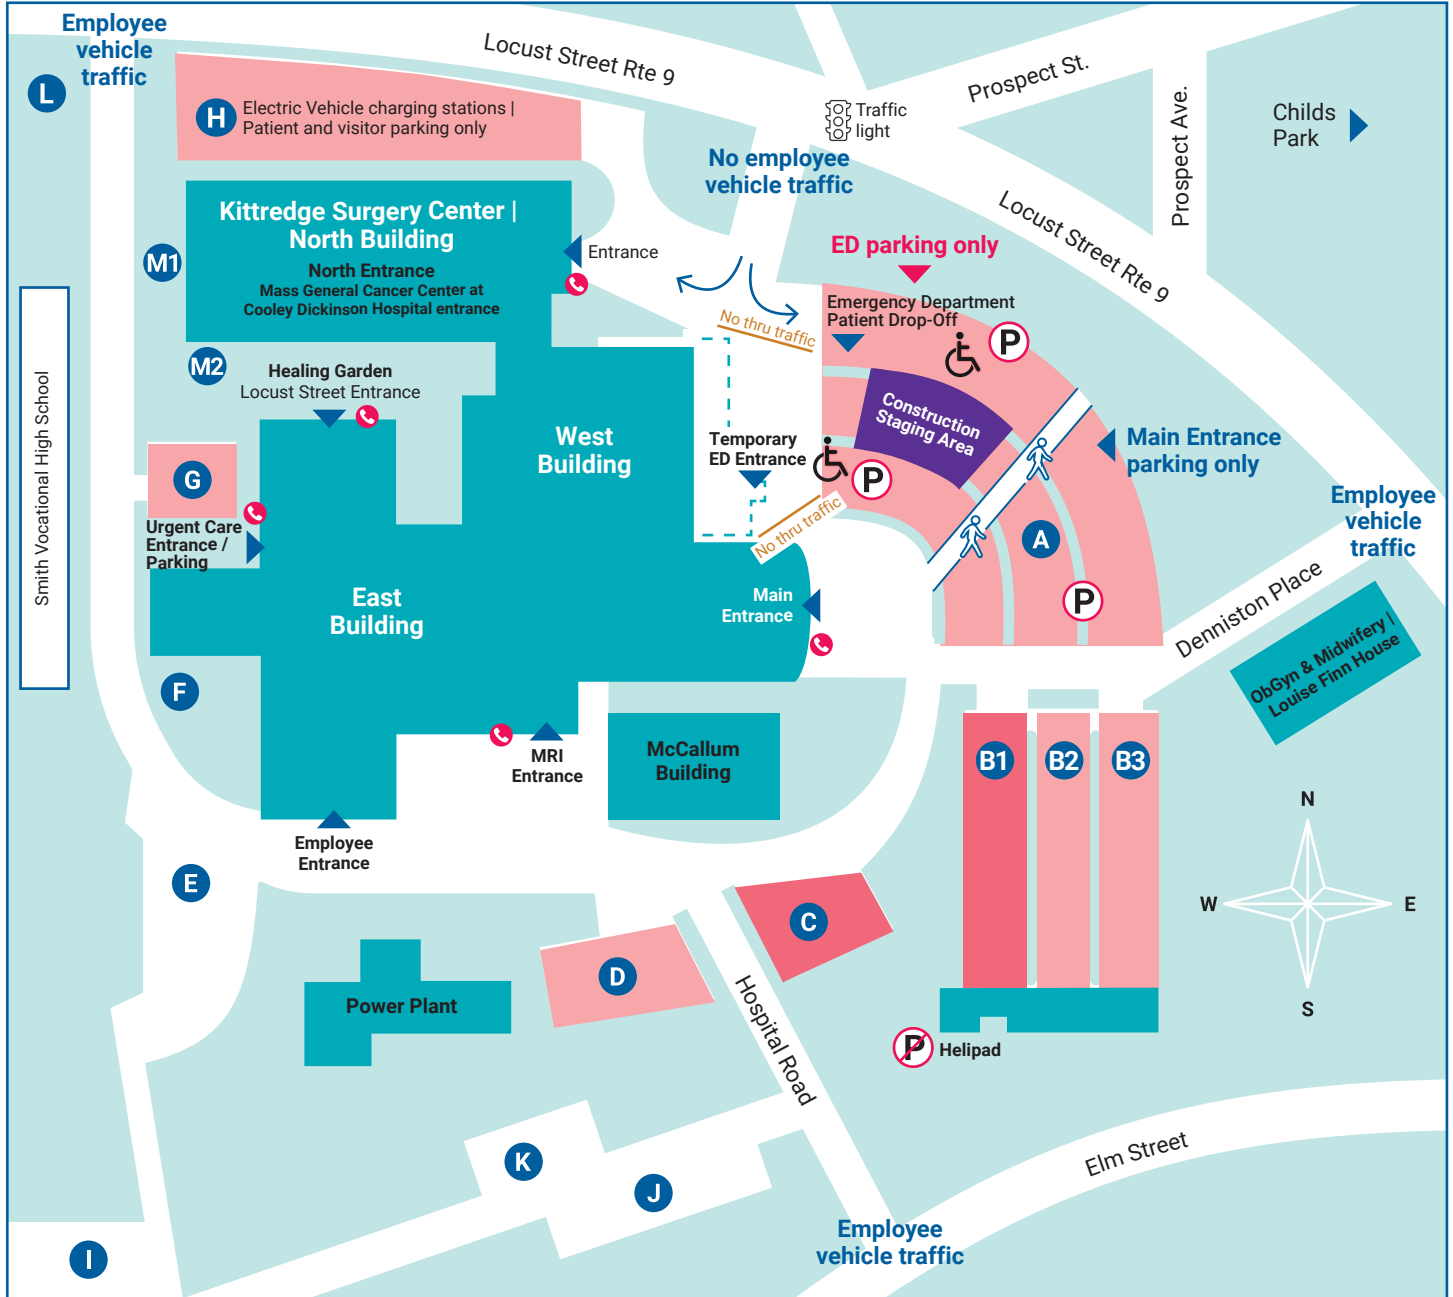 Employee
vehicle
traffic
L
H
Electric Vehicle charging stations |
Patient and visitor parking only
Locust Street Rte 9
Prospect St.
Traffic
light
Prospect Ave.
Childs
Park
No employee
vehicle traffic
Kittredge Surgery Center |
North Building
North Entrance
Mass General Cancer Center at
Cooley Dickinson Hospital entrance
Entrance
M1
M2
Locust Street Rte 9
ED parking only
Emergency Department
Patient Drop-Off
P
No thru traffic
Construction
Staging Area
Healing Garden
Locust Street Entrance
West
Building
Temporary
ED Entrance
P
No thru traffic
Main Entrance
parking only
Employee
vehicle
traffic
Smith Vocational High School
G
Urgent Care
Entrance /
Parking
A
P
East
Building
Main
Entrance
Denniston Place
ObGyn & Midwifery |
Louise Finn House
F
MRI
Entrance
McCallum
Building
B1
B2
B3
Employee
Entrance
E
N
W
E
S
C
D
Power Plant
Hospital Road
P
Helipad
K
J
Elm Street
Employee
vehicle traffic
I